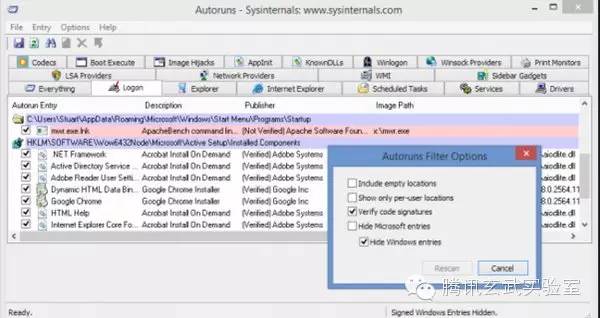 Autoruns - Sysinternals: www.sysinternals.com
File Entry Options Help
Codecs Boot Execute Image Hijacks AppInit KnownDLLs Winlogon Winsock Providers Print Monitors
LSA Providers Network Providers WMI Sidebar Gadgets
Everything Logon Explorer Internet Explorer Scheduled Tasks Services Drivers
Autorun Entry Description Publisher Image Path
C:\Users\Stuart\AppData\Roaming\Microsoft\Windows\Start Menu\Programs\Startup
mwr.exe.lnk ApacheBench command lin... (Not Verified) Apache Software Foun... x:\mwr.exe
HKLM\SOFTWARE\Wow6432Node\Microsoft\Active Setup\Installed Components
.NET Framework Acrobat Install On-Demand (Verified) Adobe Systems aiodlite.dll
Active Directory Service ... Acrobat Install On-Demand (Verified) Adobe Systems aiodlite.dll
Adobe Reader User Setti... Acrobat Install On-Demand (Verified) Adobe Systems aiodlite.dll
Dynamic HTML Data Bin... Google Chrome Installer (Verified) Google Inc 8.0.2564.11
Google Chrome Google Chrome Installer (Verified) Google Inc 8.0.2564.11
HTML Help Acrobat Install On-Demand (Verified) Adobe Systems aiodlite.dll
Internet Explorer Core Fo... Acrobat Install On-Demand (Verified) Adobe Systems aiodlite.dll
Autoruns Filter Options
Include empty locations
Show only per-user locations
Verify code signatures
Hide Microsoft entries
Hide Windows entries
Rescan Cancel
腾讯玄武实验室
Ready. Signed Windows Entries Hidden.